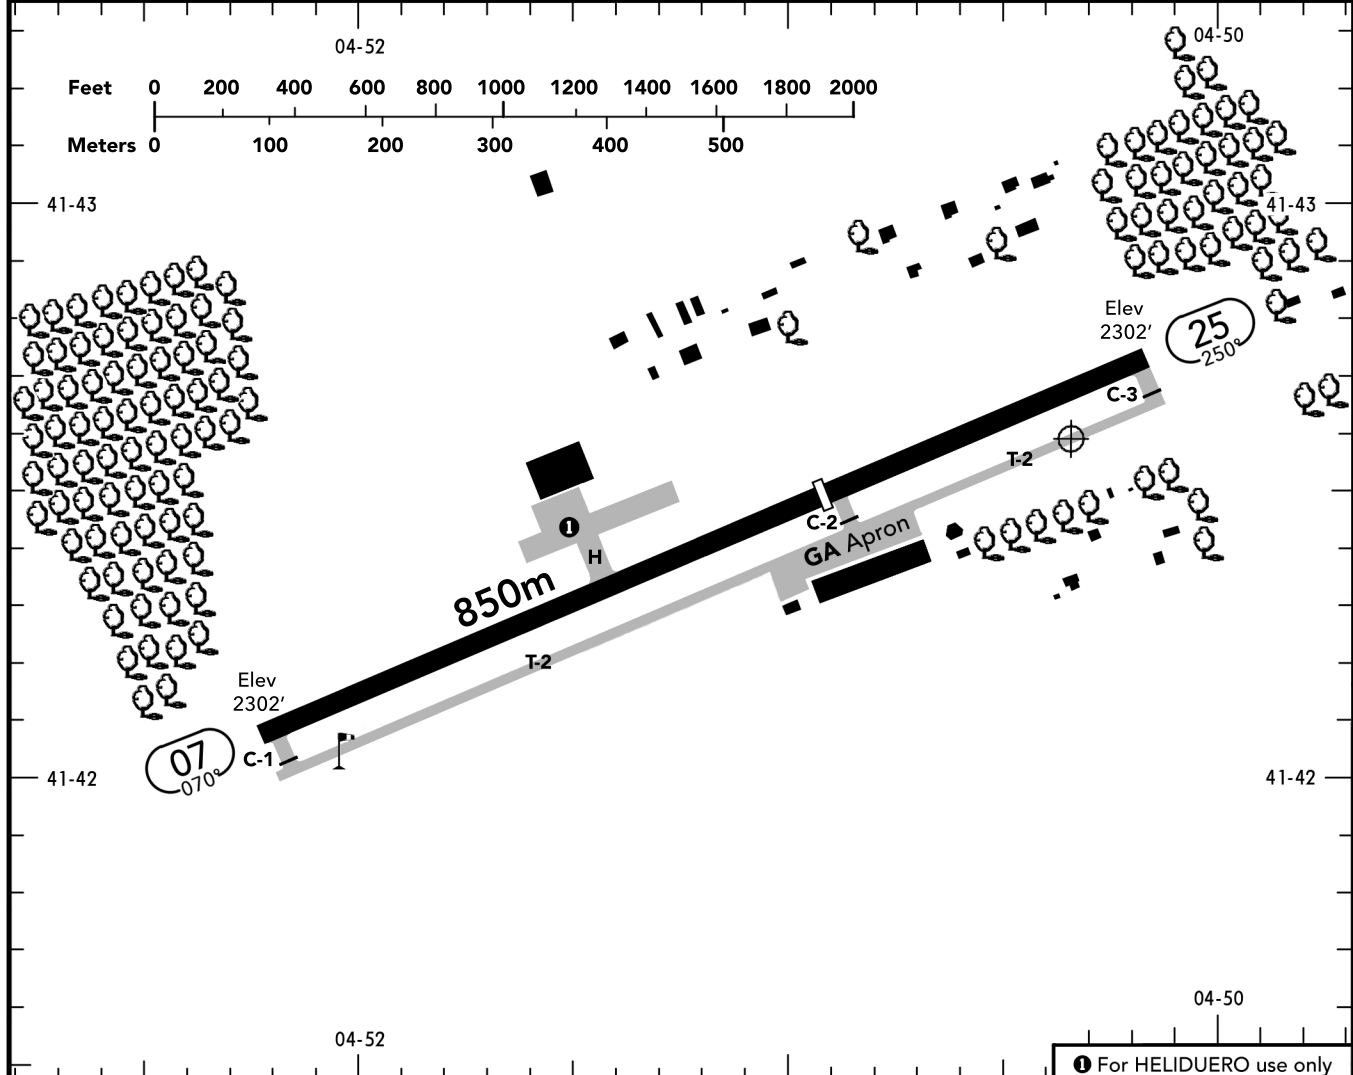 04-52
04-50
Feet 0 200 400 600 800 1000 1200 1400 1600 1800 2000
Meters 0 100 200 300 400 500
41-43
41-43
Elev
2302'
25
250°
C-3
T-2
C-2
GA Apron
1
H
850m
T-2
Elev
2302'
07
070°
C-1
41-42
41-42
04-50
04-52
1 For HELIDUERO use only